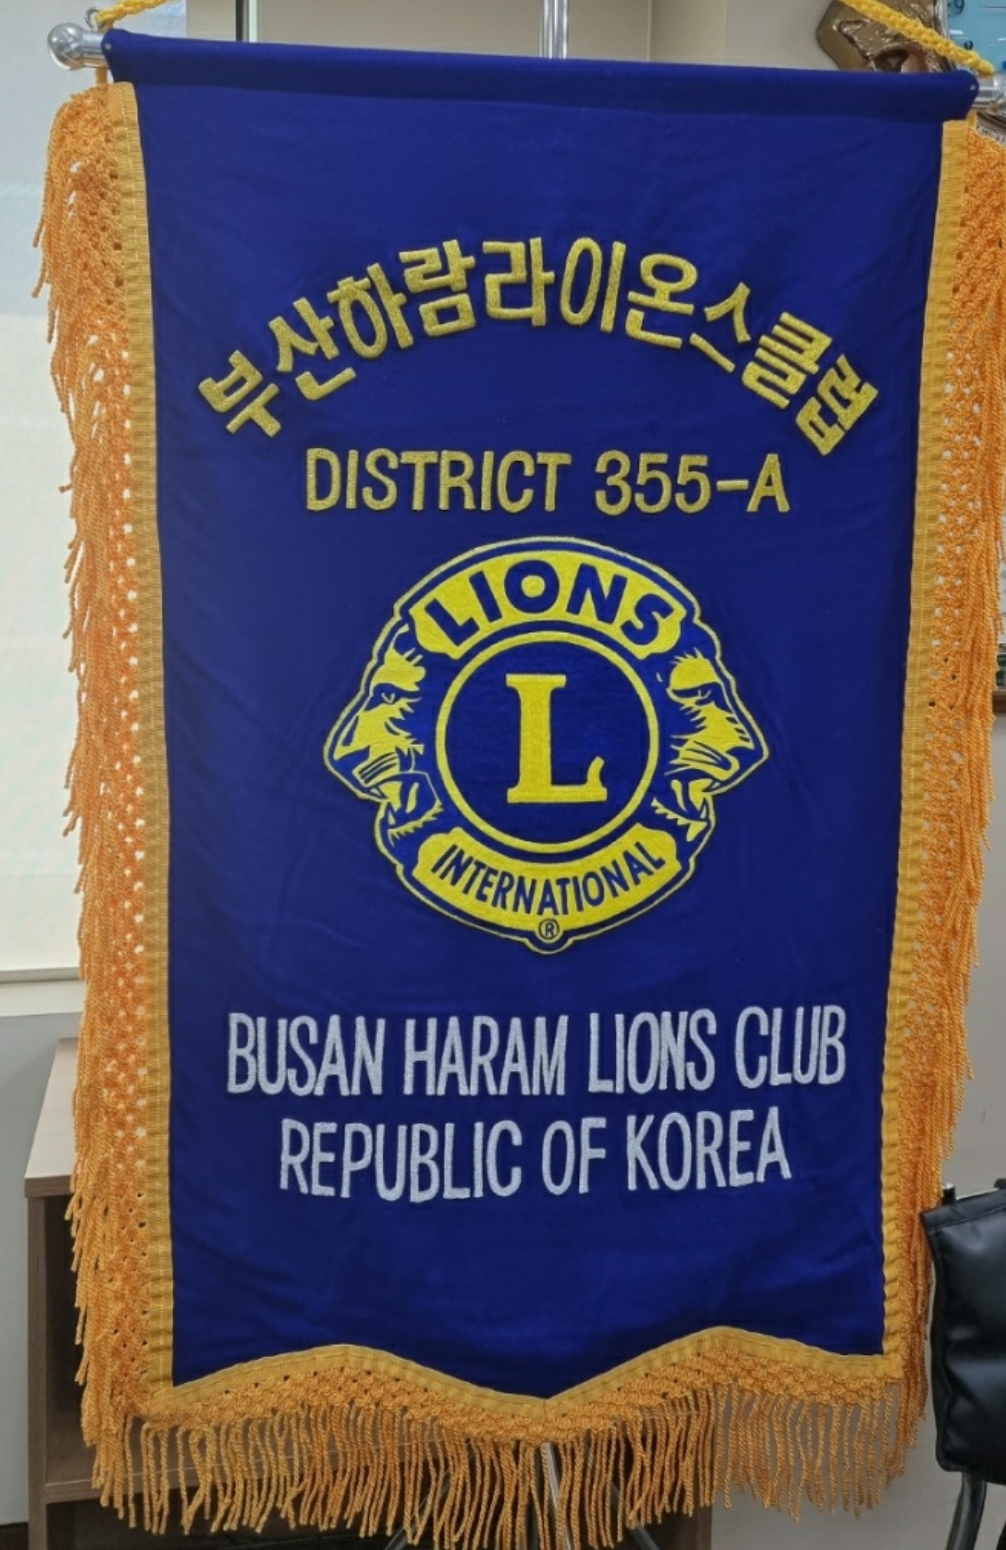 부산하람라이온스클럽
DISTRICT 355-A
LIONS
L
INTERNATIONAL
®
BUSAN HARAM LIONS CLUB
REPUBLIC OF KOREA